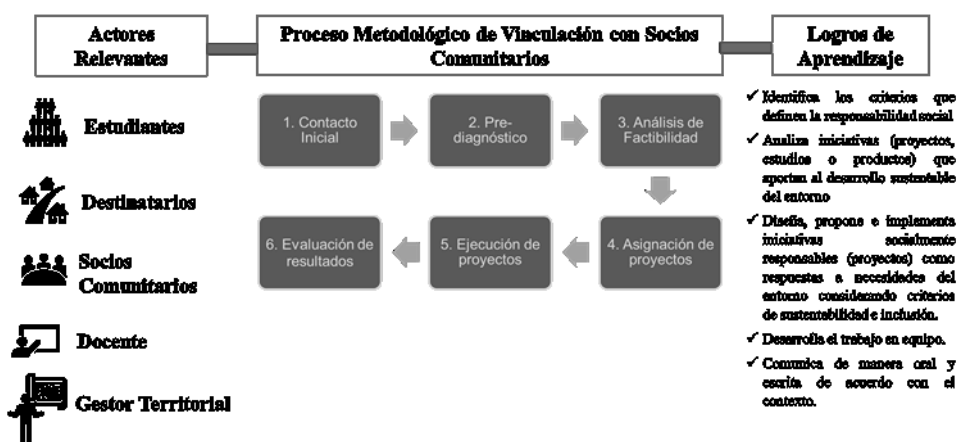 Actores
Relevantes
Proceso Metodológico de Vinculación con Socios
Comunitarios
Logros de
Aprendizaje
Estudiantes
Destinatarios
Socios
Comunitarios
Docente
Gestor Territorial
1. Contacto
Inicial
2. Pre-
diagnóstico
3. Análisis de
Factibilidad
4. Asignación de
proyectos
5. Ejecución de
proyectos
6. Evaluación de
resultados
✓ Identifica los criterios que
definen la responsabilidad social
✓ Analiza iniciativas (proyectos,
estudios o productos) que
aportan al desarrollo sustentable
del entorno
✓ Diseña, propone e implementa
iniciativas socialmente
responsables (proyectos) como
respuestas a necesidades del
entorno considerando criterios
de sustentabilidad e inclusión.
✓ Desarrolla el trabajo en equipo.
✓ Comunica de manera oral y
escrita de acuerdo con el
contexto.